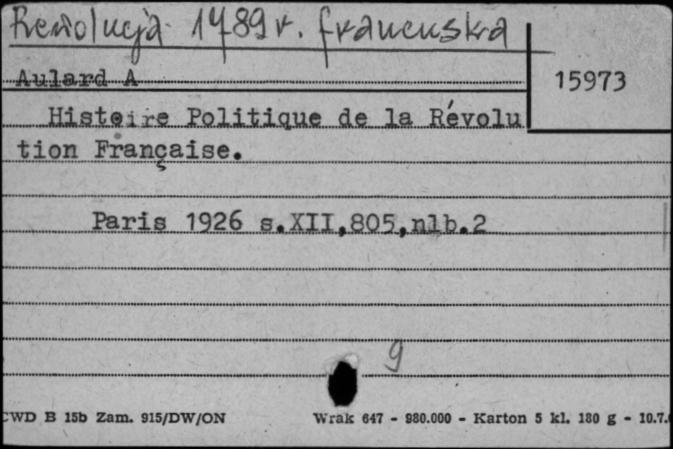 Rewolucja 1789 r. francuska
Aulard A
15973
Histoire Politique de la Révolu
tion Française.
Paris 1926 s.XII,805,nlb.2
9
CWD B 15b Zam. 915/DW/ON Wrak 647 - 980.000 - Karton 5 kl. 180 g - 10.7.